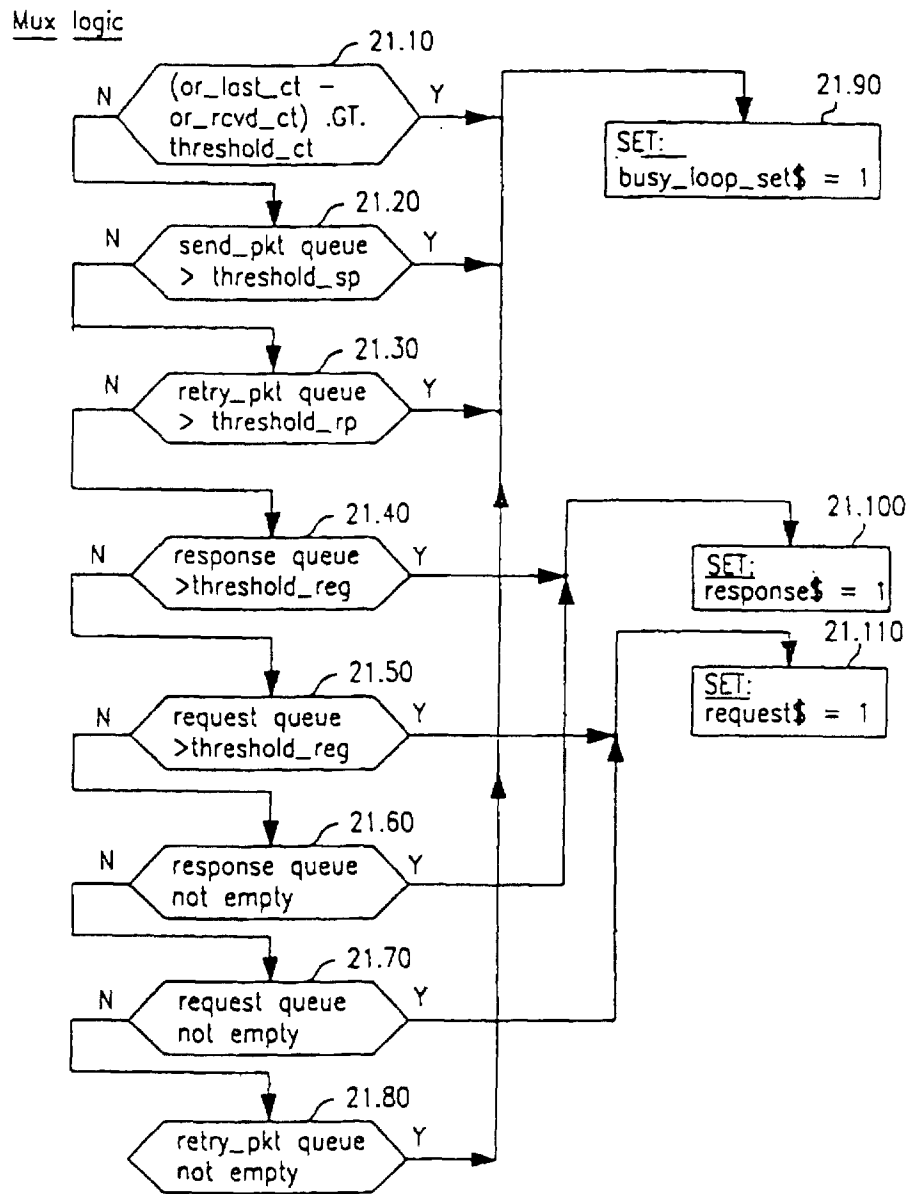 Mux logic
21.10
N
(or_last_ct -
or_rcvd_ct) .GT.
threshold_ct
Y
21.90
SET:
busy_loop_set$ = 1
21.20
N
send_pkt queue
> threshold_sp
Y
21.30
N
retry_pkt queue
> threshold_rp
Y
21.40
N
response queue
>threshold_reg
Y
21.100
SET:
response$ = 1
21.110
SET:
request$ = 1
21.50
N
request queue
>threshold_reg
Y
21.60
N
response queue
not empty
Y
21.70
N
request queue
not empty
Y
21.80
retry_pkt queue
not empty
Y